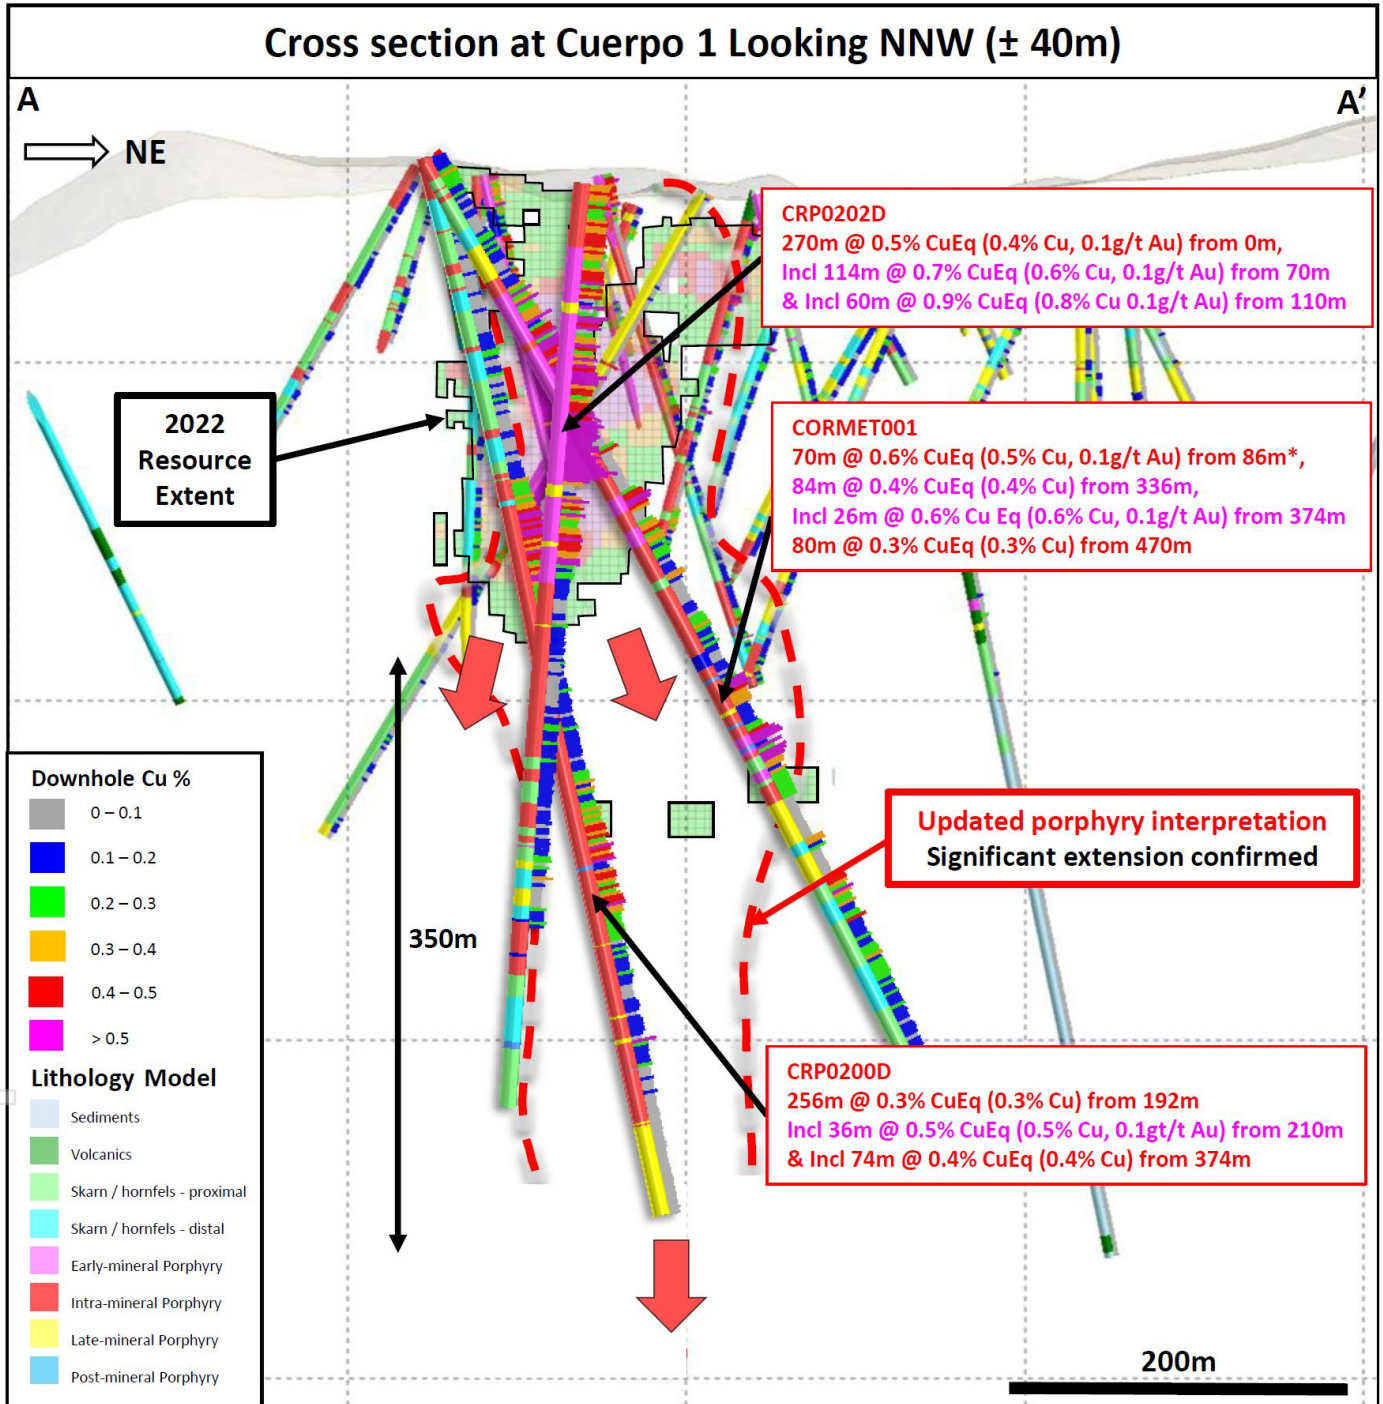 Cross section at Cuerpo 1 Looking NNW (± 40m)
A
A’
NE
CRP0202D
270m @ 0.5% CuEq (0.4% Cu, 0.1g/t Au) from 0m,
Incl 114m @ 0.7% CuEq (0.6% Cu, 0.1g/t Au) from 70m
& Incl 60m @ 0.9% CuEq (0.8% Cu 0.1g/t Au) from 110m
2022
Resource
Extent
CORMET001
70m @ 0.6% CuEq (0.5% Cu, 0.1g/t Au) from 86m*,
84m @ 0.4% CuEq (0.4% Cu) from 336m,
Incl 26m @ 0.6% Cu Eq (0.6% Cu, 0.1g/t Au) from 374m
80m @ 0.3% CuEq (0.3% Cu) from 470m
Updated porphyry interpretation
Significant extension confirmed
350m
CRP0200D
256m @ 0.3% CuEq (0.3% Cu) from 192m
Incl 36m @ 0.5% CuEq (0.5% Cu, 0.1gt/t Au) from 210m
& Incl 74m @ 0.4% CuEq (0.4% Cu) from 374m
Downhole Cu %
0 – 0.1
0.1 – 0.2
0.2 – 0.3
0.3 – 0.4
0.4 – 0.5
> 0.5
Lithology Model
Sediments
Volcanics
Skarn / hornfels - proximal
Skarn / hornfels - distal
Early-mineral Porphyry
Intra-mineral Porphyry
Late-mineral Porphyry
Post-mineral Porphyry
200m